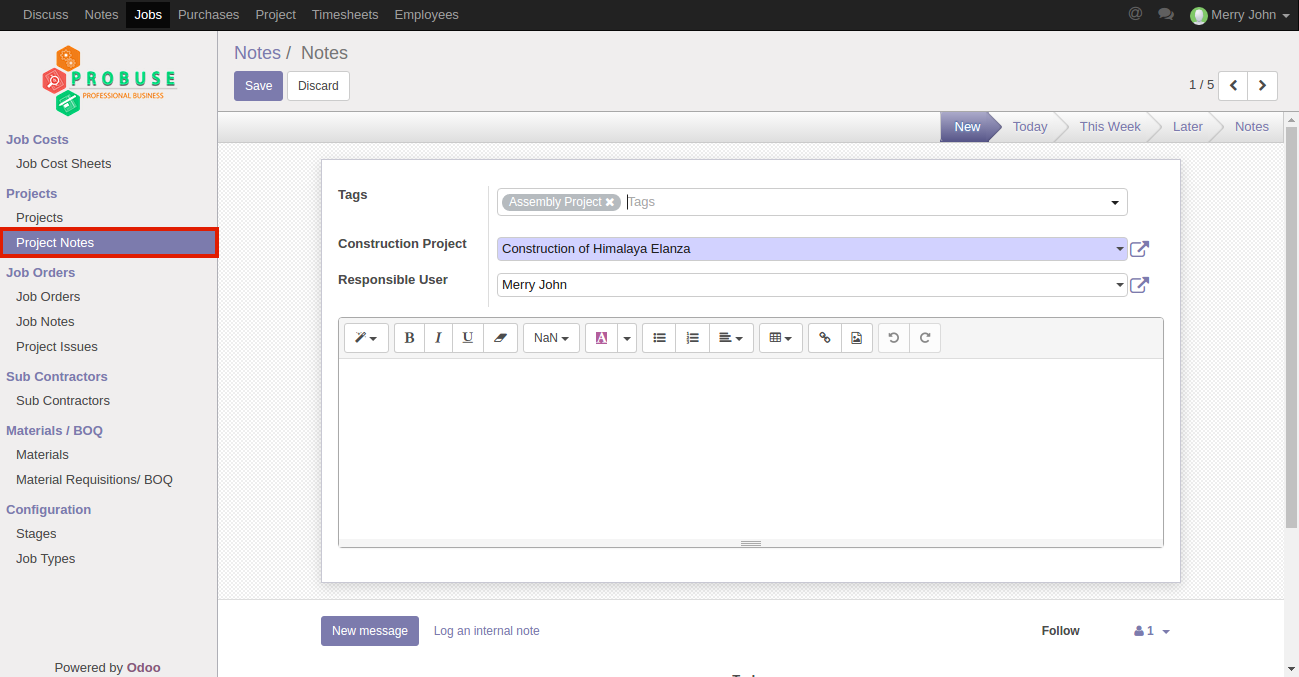 Discuss Notes Jobs Purchases Project Timesheets Employees @ Merry John
PROBUSE
PROFESSIONAL BUSINESS
Notes / Notes
Save Discard
1 / 5
New Today This Week Later Notes
Job Costs
Job Cost Sheets
Projects
Projects
Project Notes
Job Orders
Job Orders
Job Notes
Project Issues
Sub Contractors
Sub Contractors
Materials / BOQ
Materials
Material Requisitions/ BOQ
Configuration
Stages
Job Types
Powered by Odoo
Tags Assembly Project Tags
Construction Project Construction of Himalaya Elanza
Responsible User Merry John
B I U NaN A
New message Log an internal note Follow 1